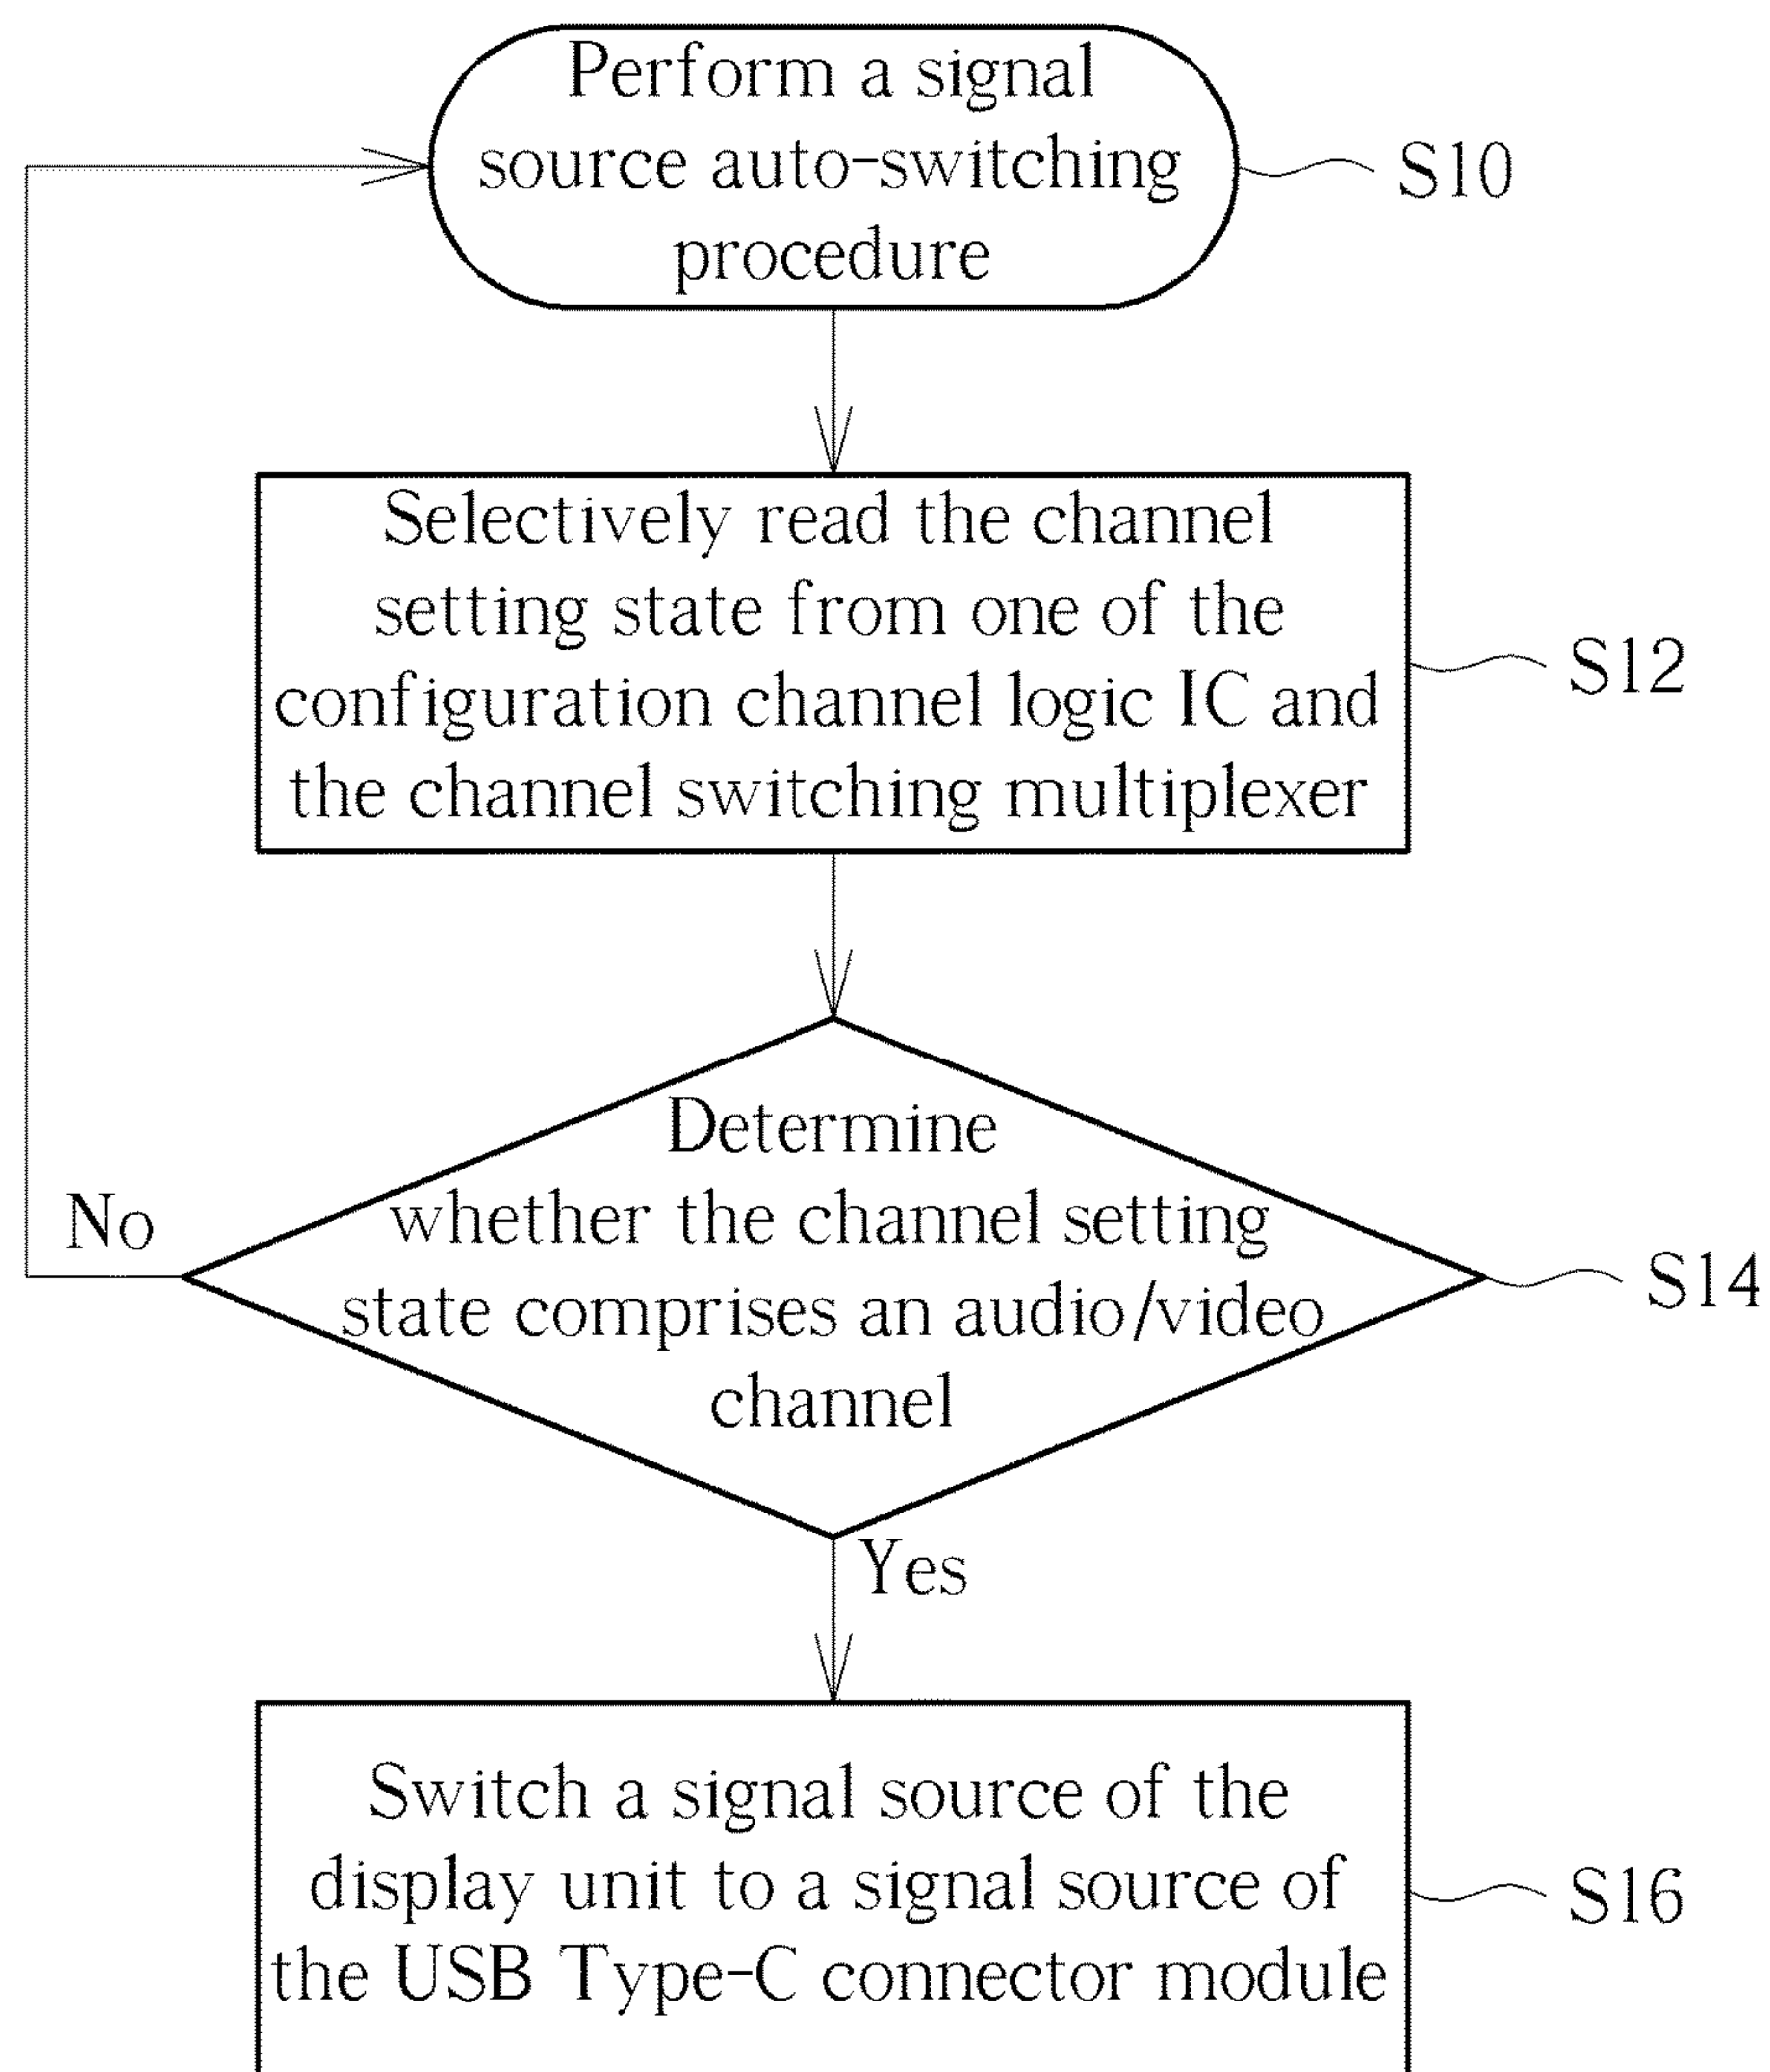 Perform a signal
source auto-switching
procedure
S10
Selectively read the channel
setting state from one of the
configuration channel logic IC and
the channel switching multiplexer
S12
Determine
whether the channel setting
state comprises an audio/video
channel
S14
No
Yes
Switch a signal source of the
display unit to a signal source of
the USB Type-C connector module
S16